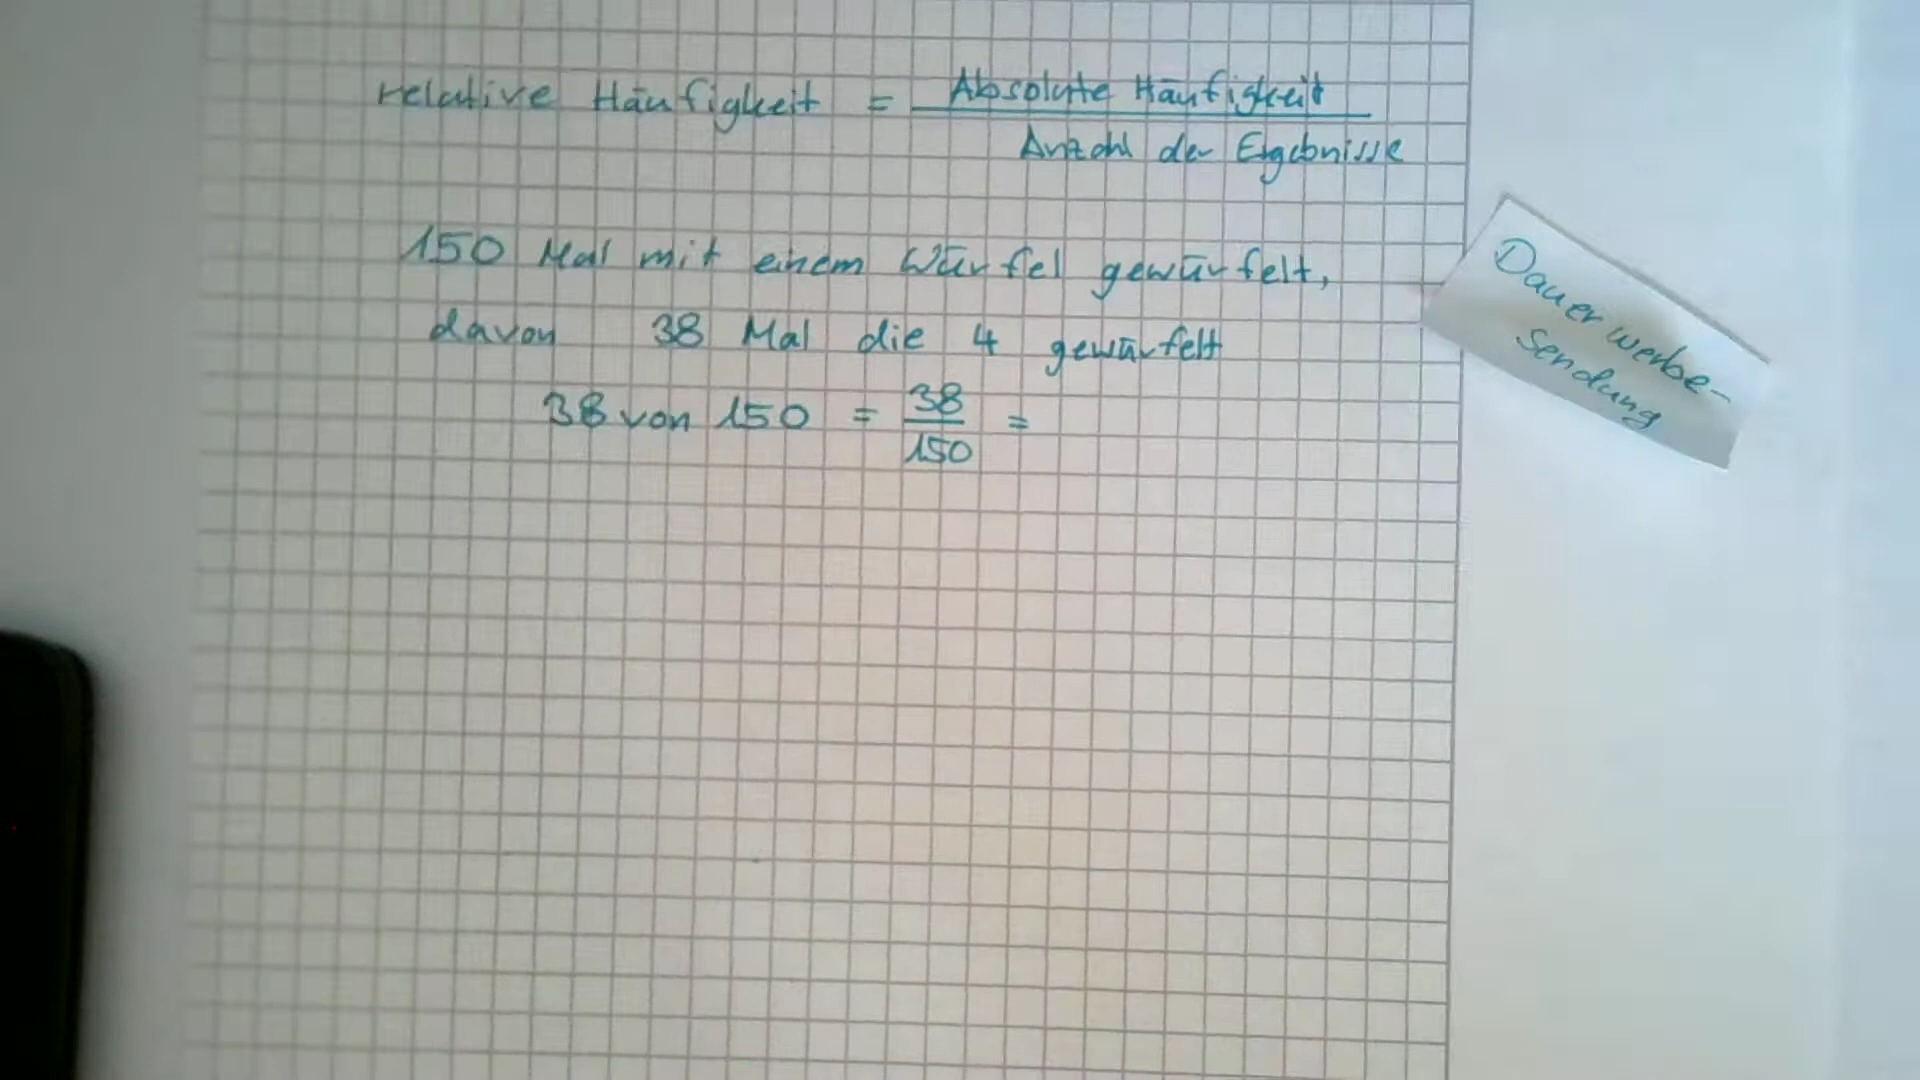 relative Häufigkeit = Absolute Häufigkeit
Anzahl der Ergebnisse
150 Mal mit einem Würfel gewürfelt,
davon 38 Mal die 4 gewürfelt
38 von 150 = 38/150 =
Dauerwerbe-
Sendung